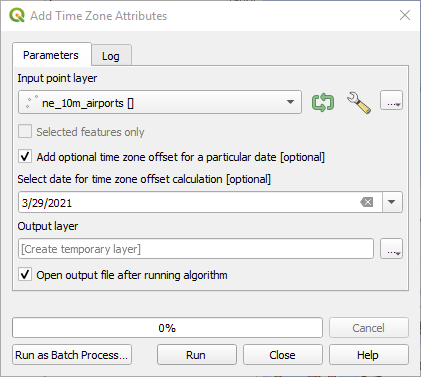 Add Time Zone Attributes
Parameters
Log
Input point layer
ne_10m_airports []
...
Selected features only
Add optional time zone offset for a particular date [optional]
Select date for time zone offset calculation [optional]
3/29/2021
Output layer
[Create temporary layer]
...
Open output file after running algorithm
0%
Cancel
Run as Batch Process...
Run
Close
Help